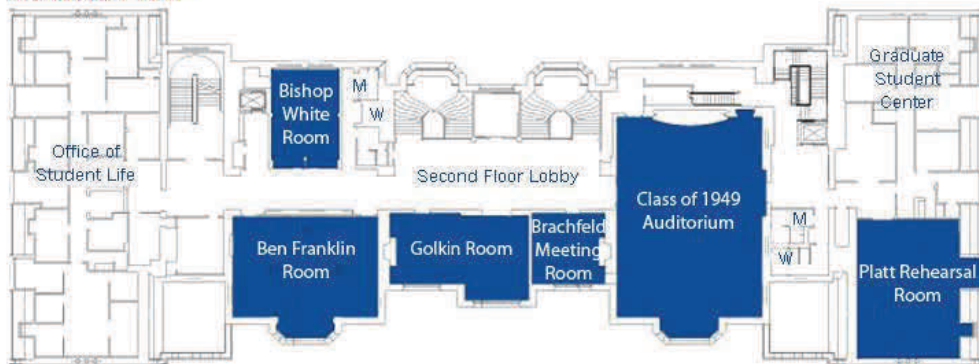 Bishop
White
Room
M
W
Graduate
Student
Center
Office of
Student Life
Second Floor Lobby
Class of 1949
Auditorium
Ben Franklin
Room
Golkin Room
Brachfeld
Meeting
Room
M
W
Platt Rehearsal
Room